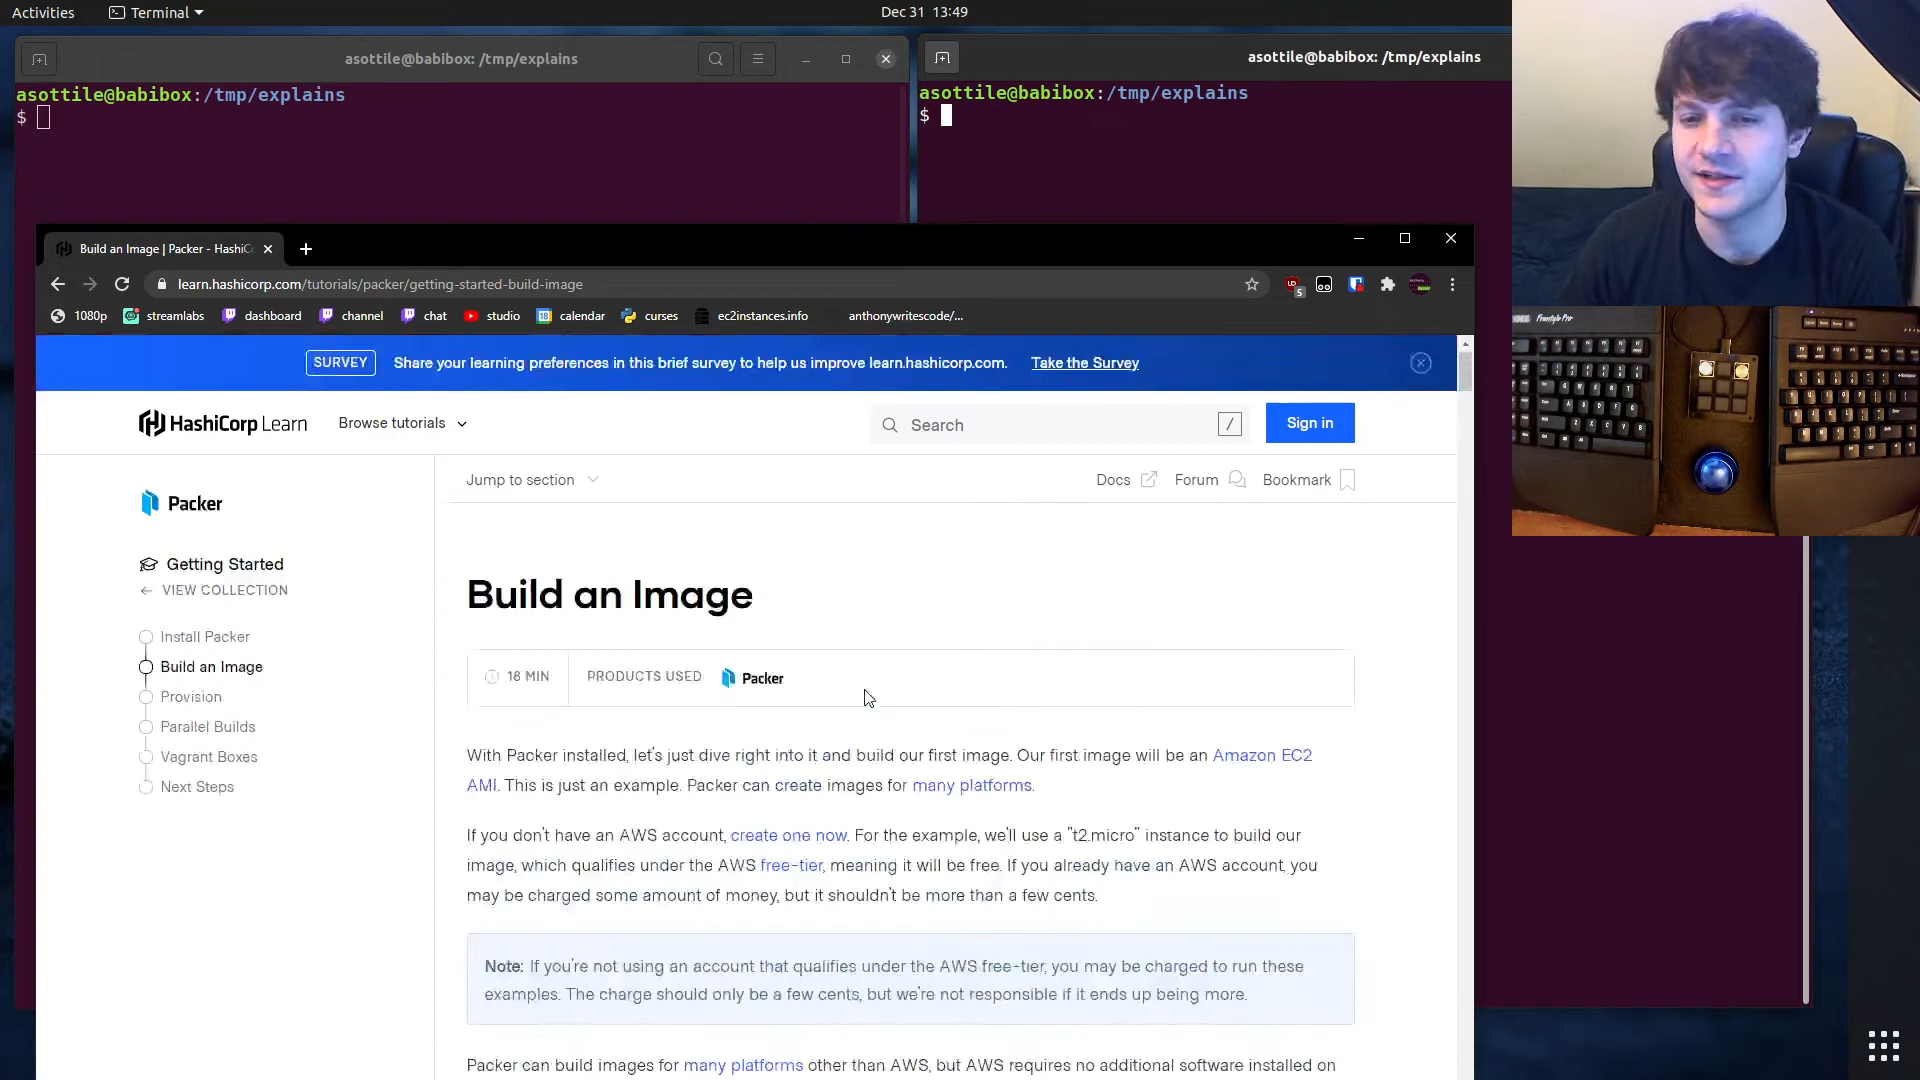 Activities
Terminal
Dec 31 13:49
asottile@babibox: /tmp/explains
asottile@babibox:/tmp/explains
$
asottile@babibox: /tmp/explains
asottile@babibox:/tmp/explains
$
Build an Image | Packer - HashiC
learn.hashicorp.com/tutorials/packer/getting-started-build-image
5
1080p
streamlabs
dashboard
channel
chat
studio
18
calendar
curses
ec2instances.info
anthonywritescode/...
SURVEY
Share your learning preferences in this brief survey to help us improve learn.hashicorp.com.
Take the Survey
HashiCorp Learn
Browse tutorials
Search
/
Sign in
Jump to section
Docs
Forum
Bookmark
Packer
Getting Started
VIEW COLLECTION
Install Packer
Build an Image
Provision
Parallel Builds
Vagrant Boxes
Next Steps
Build an Image
18 MIN
PRODUCTS USED
Packer
With Packer installed, let's just dive right into it and build our first image. Our first image will be an Amazon EC2
AMI. This is just an example. Packer can create images for many platforms.
If you don't have an AWS account, create one now. For the example, we'll use a "t2.micro" instance to build our
image, which qualifies under the AWS free-tier, meaning it will be free. If you already have an AWS account, you
may be charged some amount of money, but it shouldn't be more than a few cents.
Note: If you're not using an account that qualifies under the AWS free-tier, you may be charged to run these
examples. The charge should only be a few cents, but we're not responsible if it ends up being more.
Packer can build images for many platforms other than AWS, but AWS requires no additional software installed on
Freestyle Pro